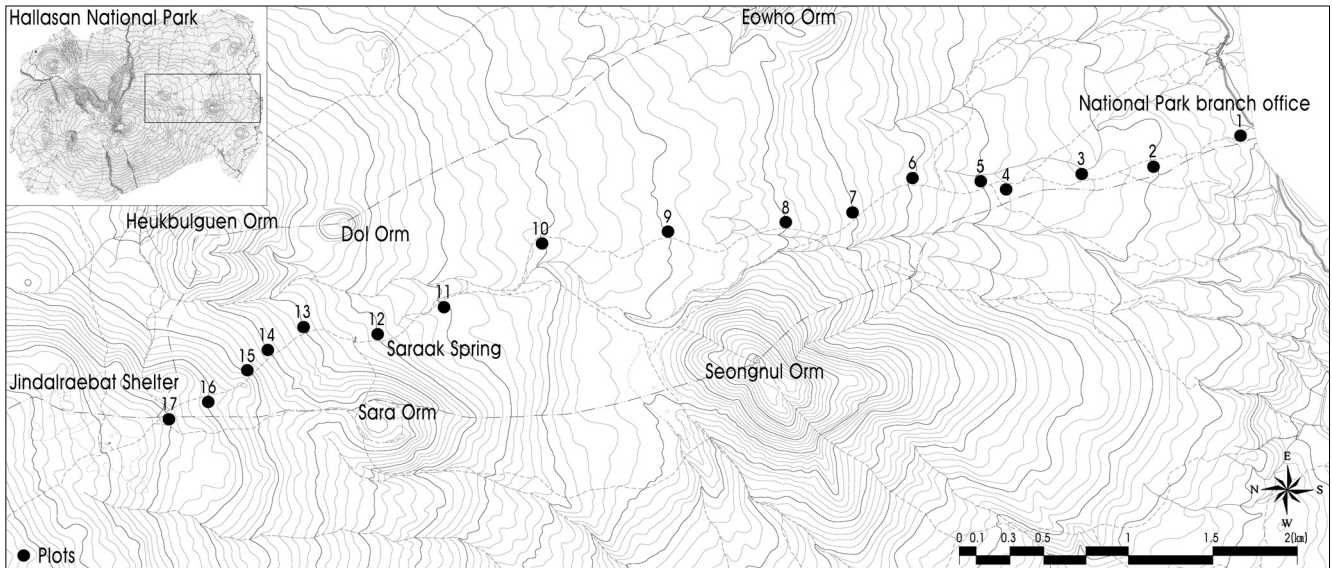 Hallasan National Park
Eowho Orm
National Park branch office
1
2
3
4
5
6
7
8
9
10
Heukbulguen Orm
Dol Orm
11
12
13
Saraak Spring
14
15
16
17
Jindalraebat Shelter
Seongnul Orm
Sara Orm
E
N S
W
0 0.1 0.3 0.5 1 1.5 2(km)
Plots